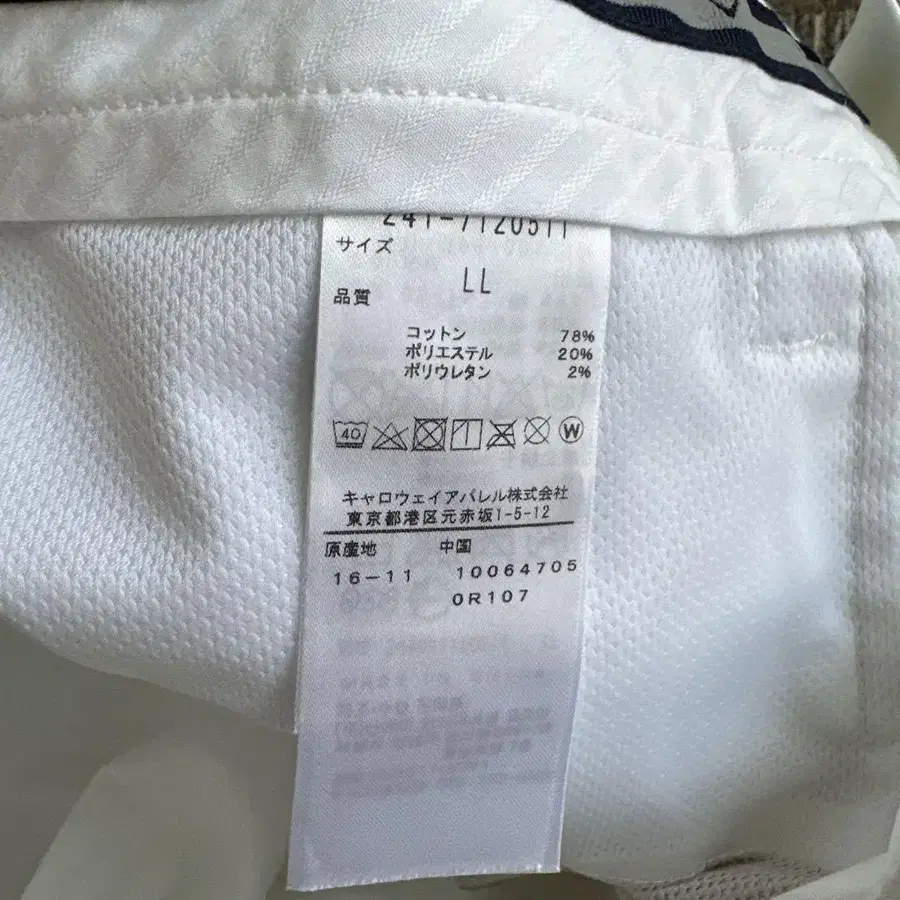 241-7120511
サイズ
LL
品質
コットン 78%
ポリエステル 20%
ポリウレタン 2%
40 W
キャロウェイアパレル株式会社
東京都港区元赤坂1-5-12
原産地 中国
16-11 10064705
0R107